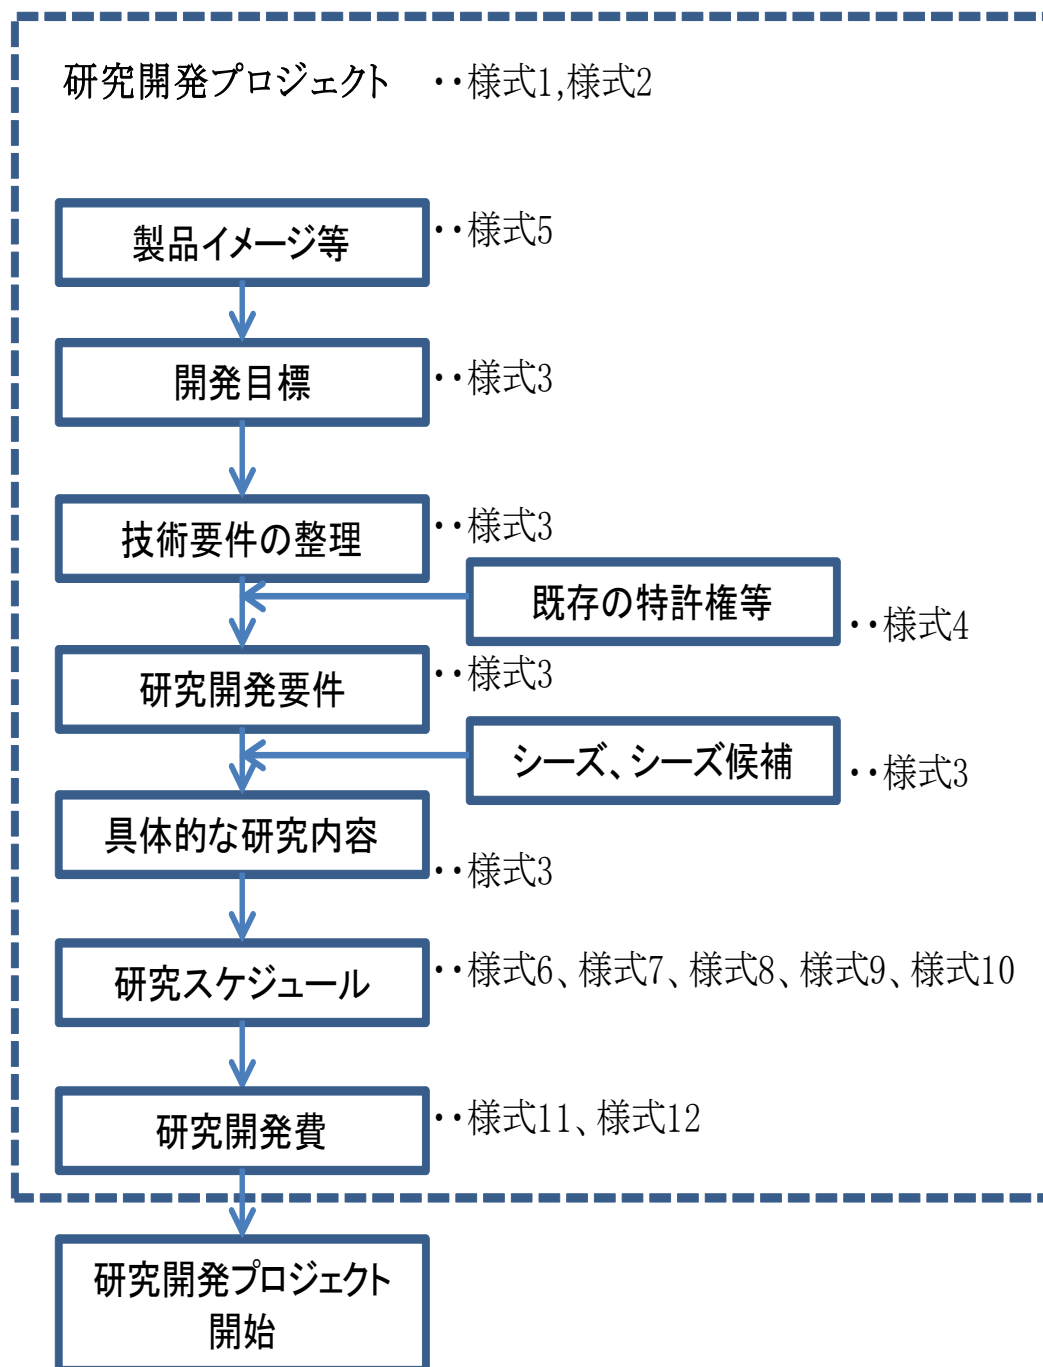 研究開発プロジェクト ・・様式1,様式2
製品イメージ等 ・・様式5
開発目標 ・・様式3
技術要件の整理 ・・様式3
既存の特許権等 ・・様式4
研究開発要件 ・・様式3
シーズ、シーズ候補 ・・様式3
具体的な研究内容 ・・様式3
研究スケジュール ・・様式6、様式7、様式8、様式9、様式10
研究開発費 ・・様式11、様式12
研究開発プロジェクト
開始